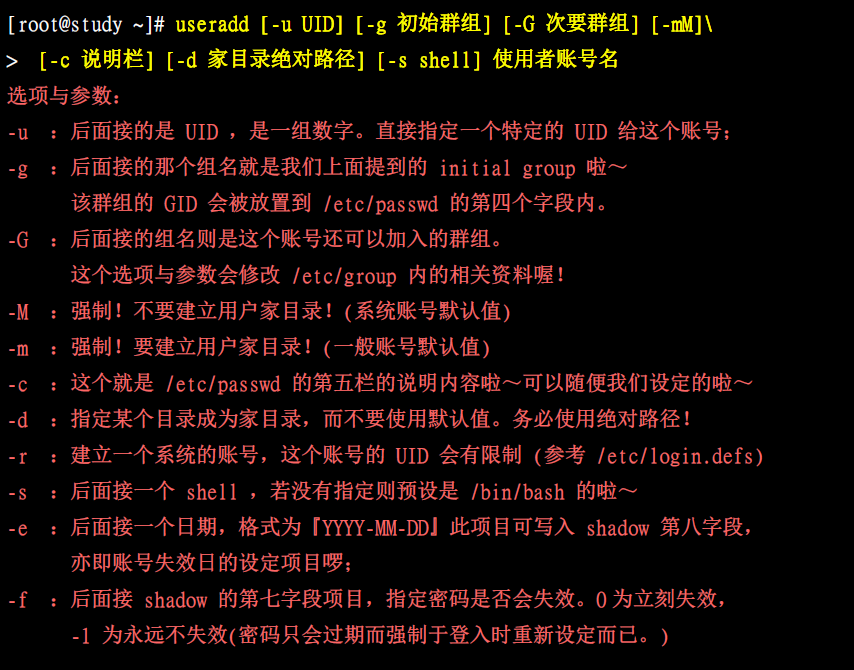 [root@study ~]# useradd [-u UID] [-g 初始群组] [-G 次要群组] [-mM]\
> [-c 说明栏] [-d 家目录绝对路径] [-s shell] 使用者账号名
选项与参数：
-u ：后面接的是 UID ，是一组数字。直接指定一个特定的 UID 给这个账号；
-g ：后面接的那个组名就是我们上面提到的 initial group 啦～
该群组的 GID 会被放置到 /etc/passwd 的第四个字段内。
-G ：后面接的组名则是这个账号还可以加入的群组。
这个选项与参数会修改 /etc/group 内的相关资料喔！
-M ：强制！不要建立用户家目录！(系统账号默认值)
-m ：强制！要建立用户家目录！(一般账号默认值)
-c ：这个就是 /etc/passwd 的第五栏的说明内容啦～可以随便我们设定的啦～
-d ：指定某个目录成为家目录，而不要使用默认值。务必使用绝对路径！
-r ：建立一个系统的账号，这个账号的 UID 会有限制 (参考 /etc/login.defs)
-s ：后面接一个 shell ，若没有指定则预设是 /bin/bash 的啦～
-e ：后面接一个日期，格式为『YYYY-MM-DD』此项目可写入 shadow 第八字段，
亦即账号失效日的设定项目啰；
-f ：后面接 shadow 的第七字段项目，指定密码是否会失效。0为立刻失效，
-1 为永远不失效(密码只会过期而强制于登入时重新设定而已。)